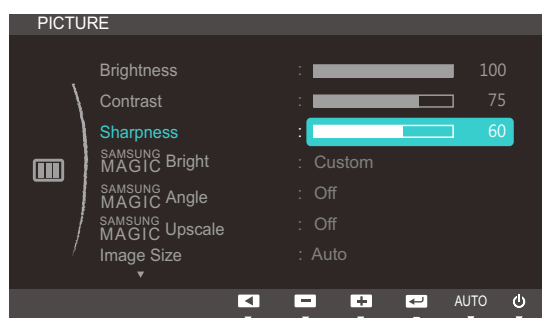 PICTURE
Brightness : 100
Contrast : 75
Sharpness : 60
SAMSUNG MAGIC Bright : Custom
SAMSUNG MAGIC Angle : Off
SAMSUNG MAGIC Upscale : Off
Image Size : Auto
AUTO